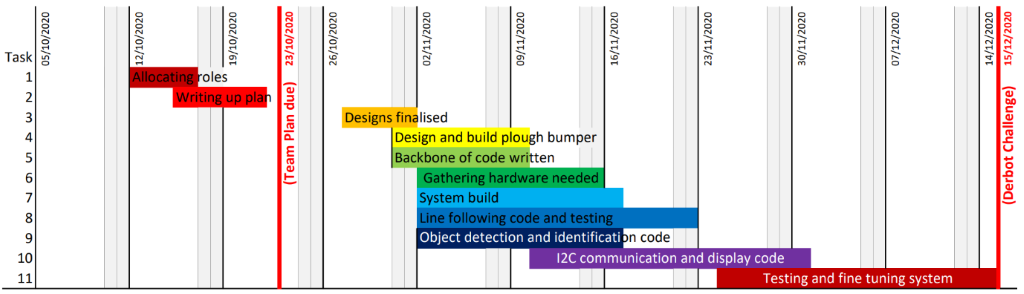 05/10/2020
12/10/2020
19/10/2020
23/10/2020
26/10/2020
02/11/2020
09/11/2020
16/11/2020
23/11/2020
30/11/2020
07/12/2020
14/12/2020
15/12/2020
Task
1 Allocating roles
2 Writing up plan
(Team Plan due)
3 Designs finalised
4 Design and build plough bumper
5 Backbone of code written
6 Gathering hardware needed
7 System build
8 Line following code and testing
9 Object detection and identification code
10 I2C communication and display code
11 Testing and fine tuning system
(Derbot Challenge)